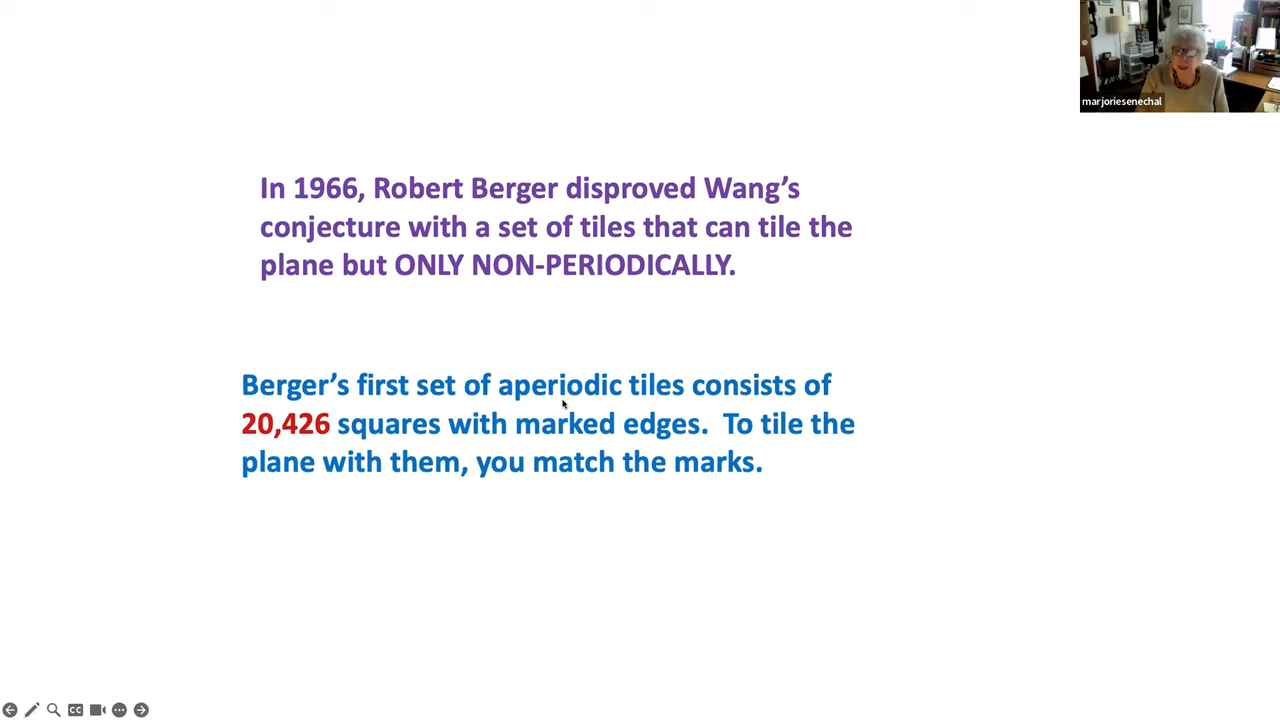 marjoriesenechal
In 1966, Robert Berger disproved Wang’s
conjecture with a set of tiles that can tile the
plane but ONLY NON-PERIODICALLY.
Berger’s first set of aperiodic tiles consists of
20,426 squares with marked edges.  To tile the
plane with them, you match the marks.
CC